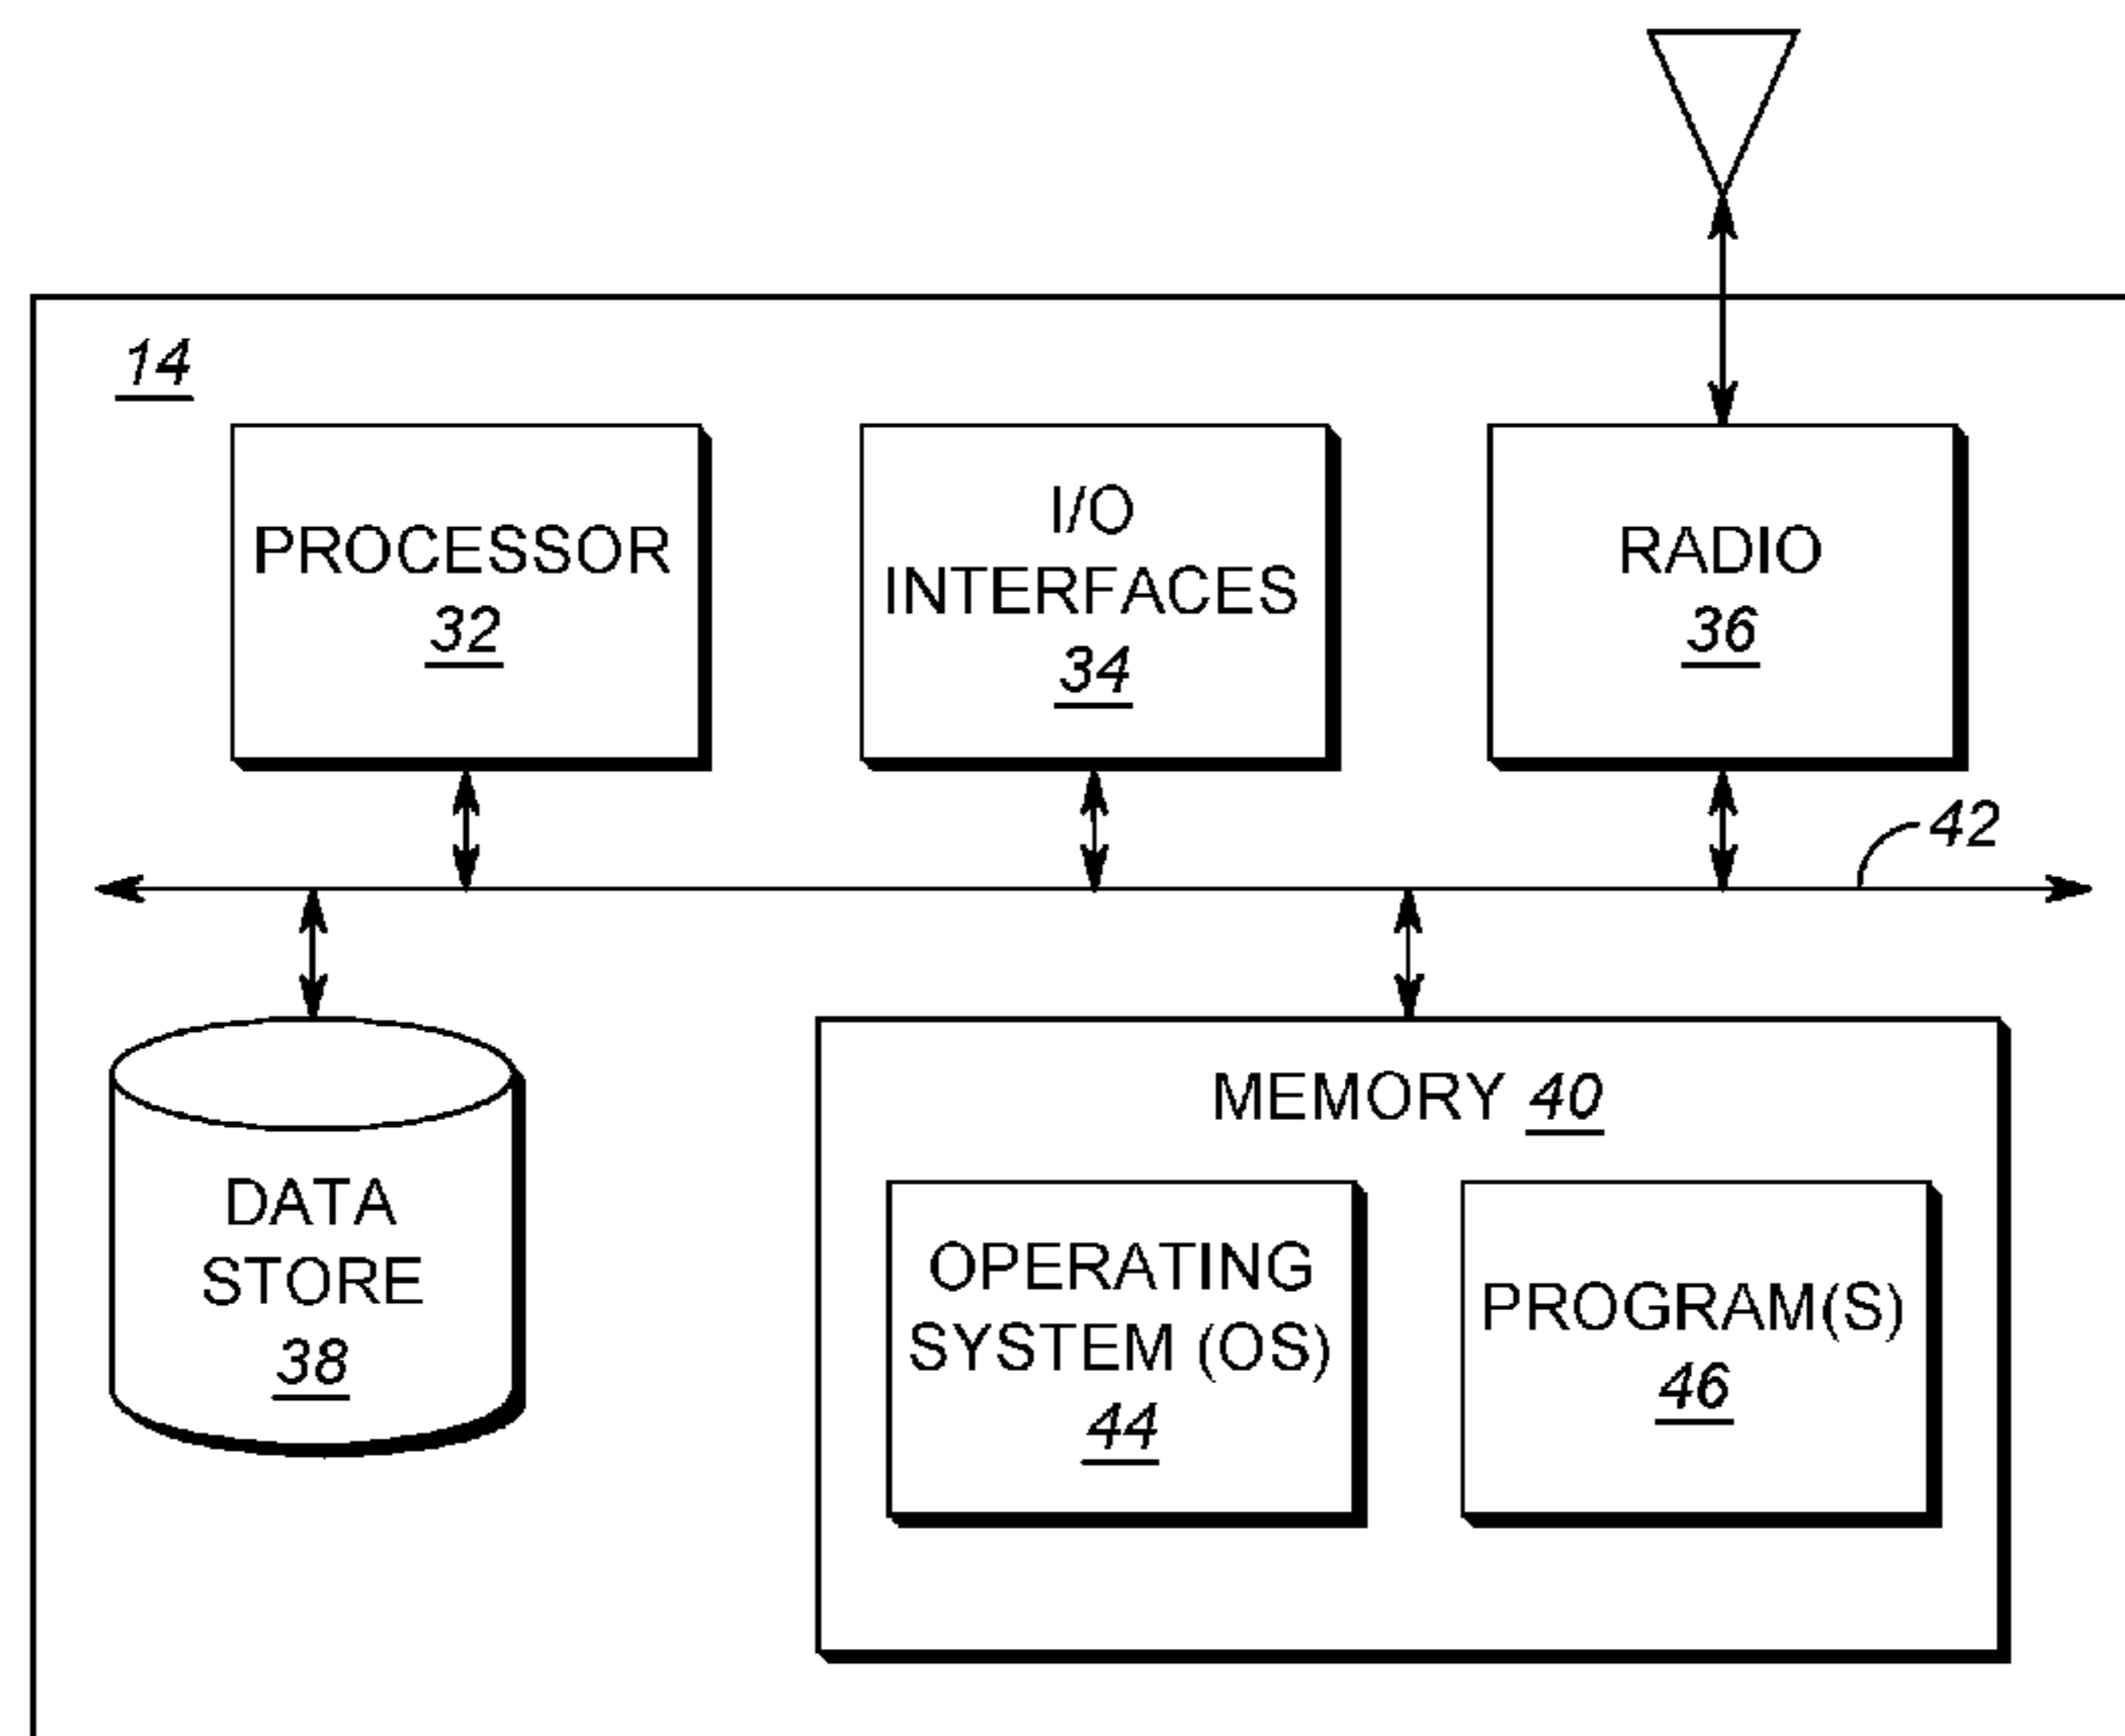 14
PROCESSOR
32
I/O
INTERFACES
34
RADIO
36
42
DATA
STORE
38
MEMORY 40
OPERATING
SYSTEM (OS)
44
PROGRAM(S)
46